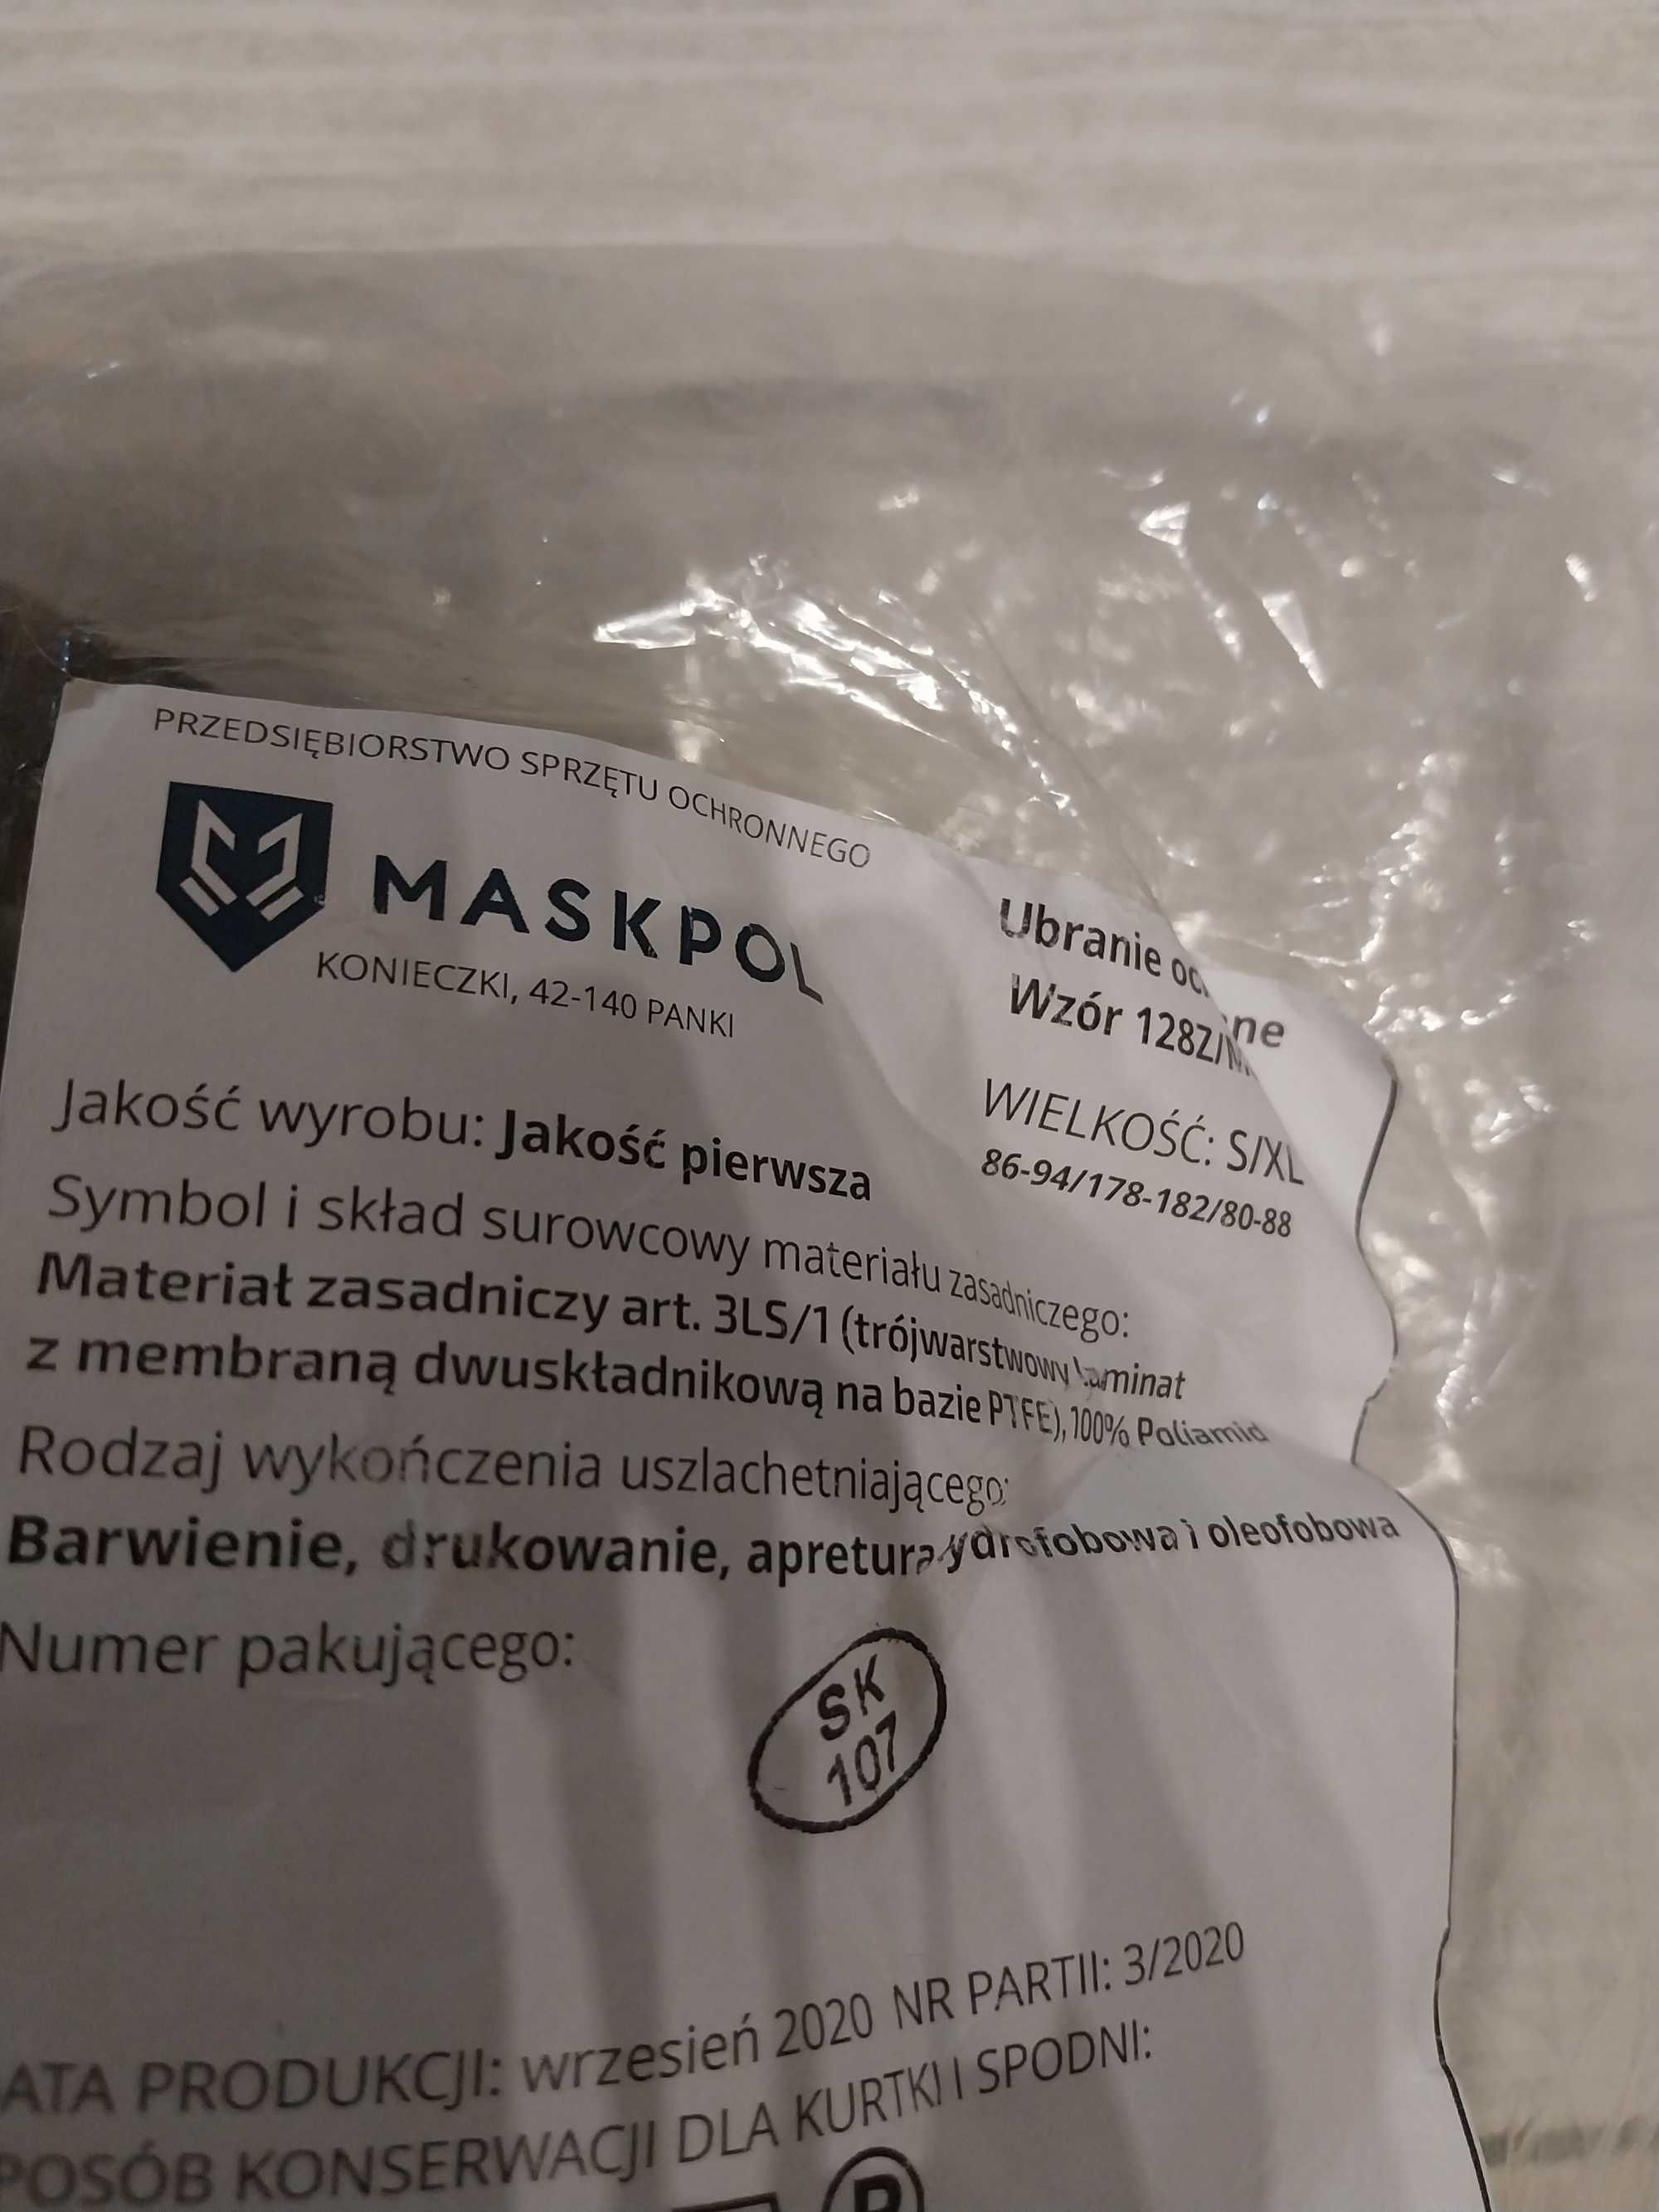 PRZEDSIĘBIORSTWO SPRZĘTU OCHRONNEGO
MASKPOL
KONIECZKI, 42-140 PANKI
Ubranie
Wzór
WIELKOŚĆ: S/XL
86-94/178-182/80-88
Jakość wyrobu: Jakość pierwsza
Symbol i skład surowcowy materiału zasadniczego:
Materiał zasadniczy art. 3LS/1 (trójwarstwowy laminat
z membraną dwuskładnikową na bazie PTFE), 100% Poliamid
Rodzaj wykończenia uszlachetniającego:
Barwienie, drukowanie, apretura ydrofobowa i oleofobowa
Numer pakującego:
SK
107
ATA PRODUKCJI: wrzesień 2020 NR PARTII: 3/2020
POSÓB KONSERWACJI DLA KURTKI I SPODNI:
P